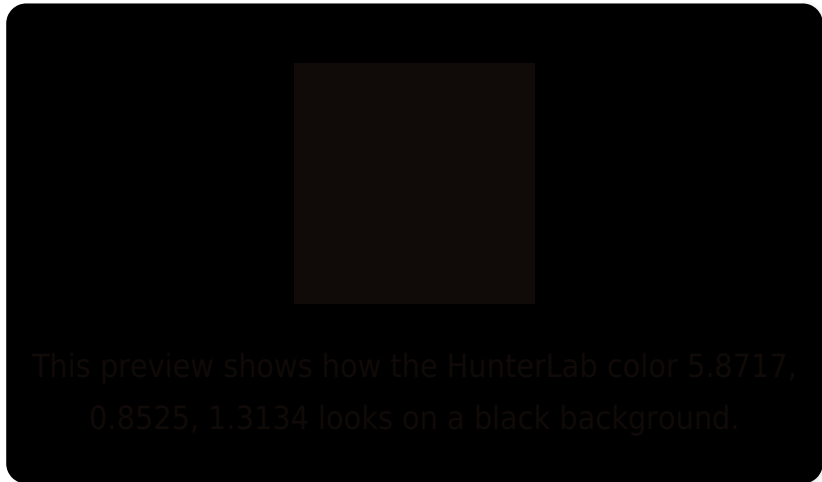 This preview shows how the HunterLab color 5.8717,
0.8525, 1.3134 looks on a black background.